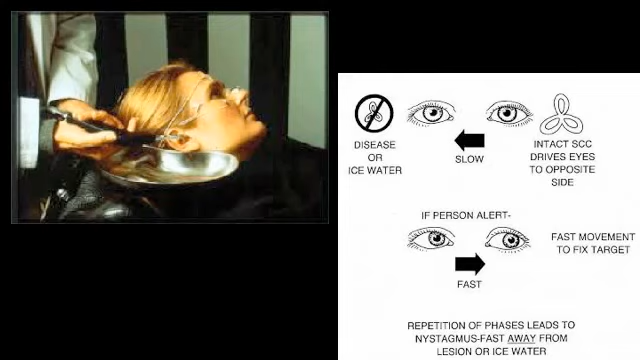 DISEASE
OR
ICE WATER
SLOW
INTACT SCC
DRIVES EYES
TO OPPOSITE
SIDE
IF PERSON ALERT-
FAST MOVEMENT
TO FIX TARGET
FAST
REPETITION OF PHASES LEADS TO
NYSTAGMUS-FAST AWAY FROM
LESION OR ICE WATER